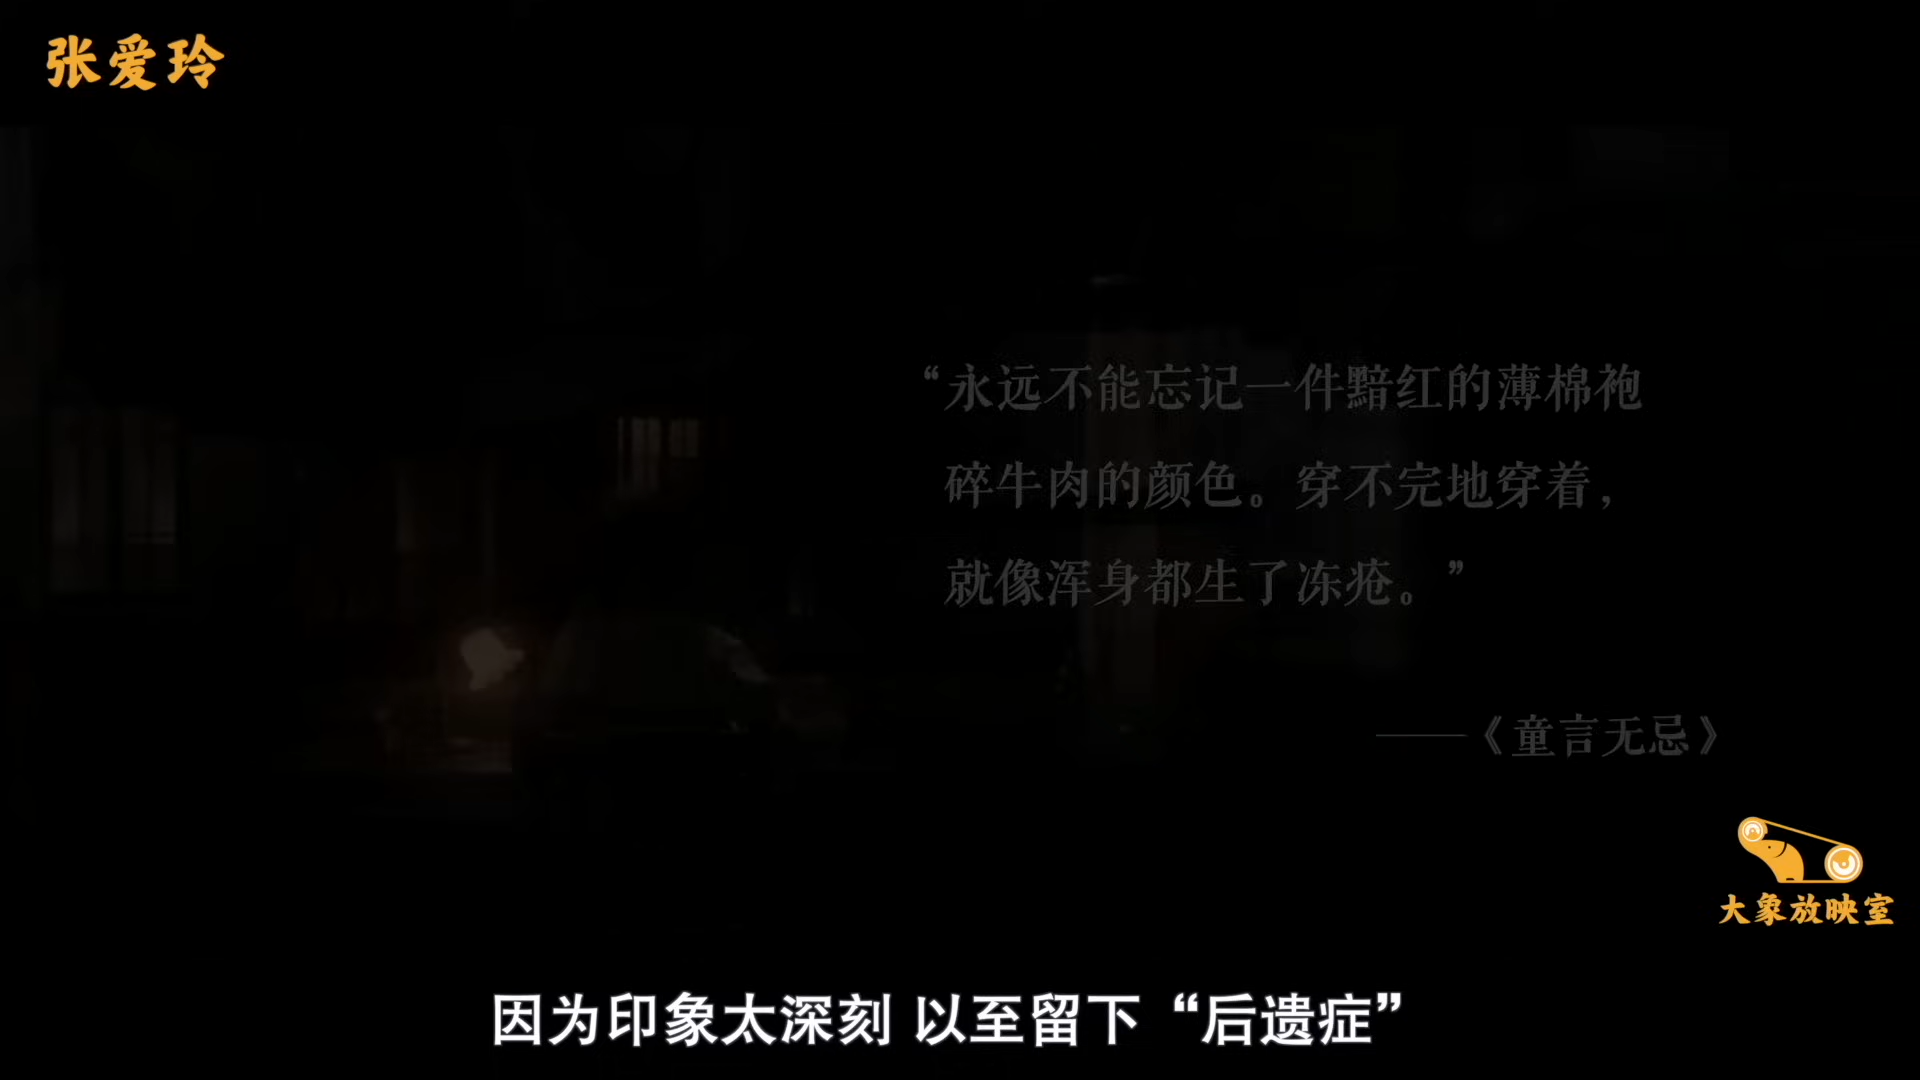 张爱玲
“永远不能忘记一件黯红的薄棉袍
碎牛肉的颜色。穿不完地穿着，
就像浑身都生了冻疮。”
——《童言无忌》
大象放映室
因为印象太深刻 以至留下“后遗症”